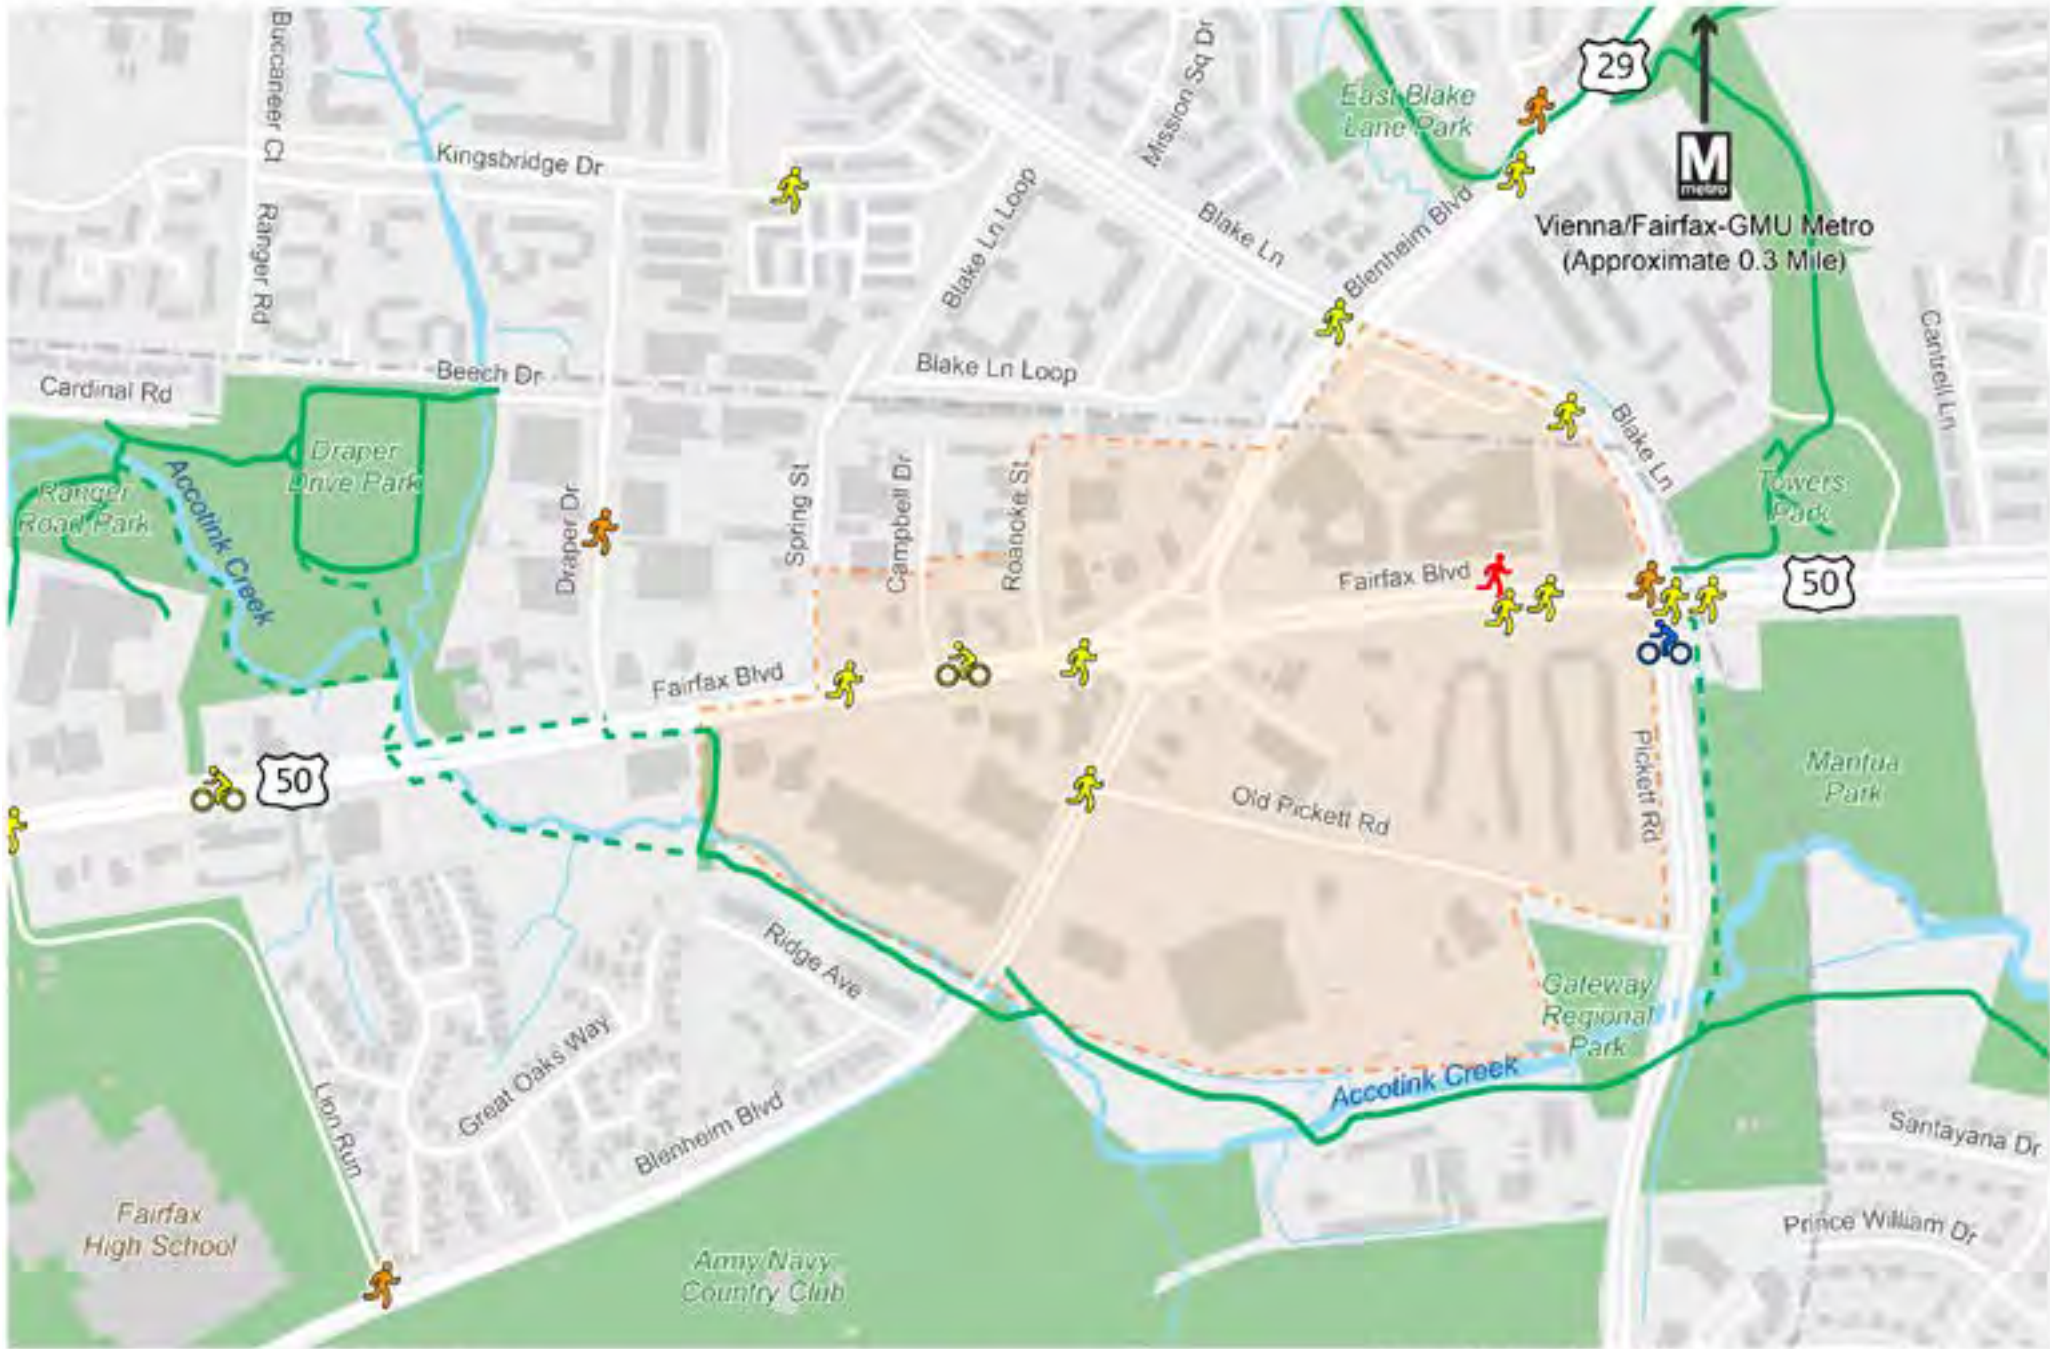 Buccaneer Ct
Kingsbridge Dr
Ranger Rd
Mission Sq Dr
East Blake
Lane Park
29
M
metro
Vienna/Fairfax-GMU Metro
(Approximate 0.3 Mile)
Blake Ln Loop
Blake Ln
Blenheim Blvd
Cantrell Ln
Cardinal Rd
Beech Dr
Blake Ln Loop
Blake Ln
Draper
Drive Park
Ranger
Road Park
Accotink Creek
Draper Dr
Spring St
Campbell Dr
Roanoke St
Towers
Park
Fairfax Blvd
50
Fairfax Blvd
50
Pickett Rd
Mantua
Park
Old Pickett Rd
Ridge Ave
Gateway
Regional
Park
Great Oaks Way
Lion Run
Accotink Creek
Blenheim Blvd
Santayana Dr
Fairfax
High School
Prince William Dr
Army Navy
Country Club